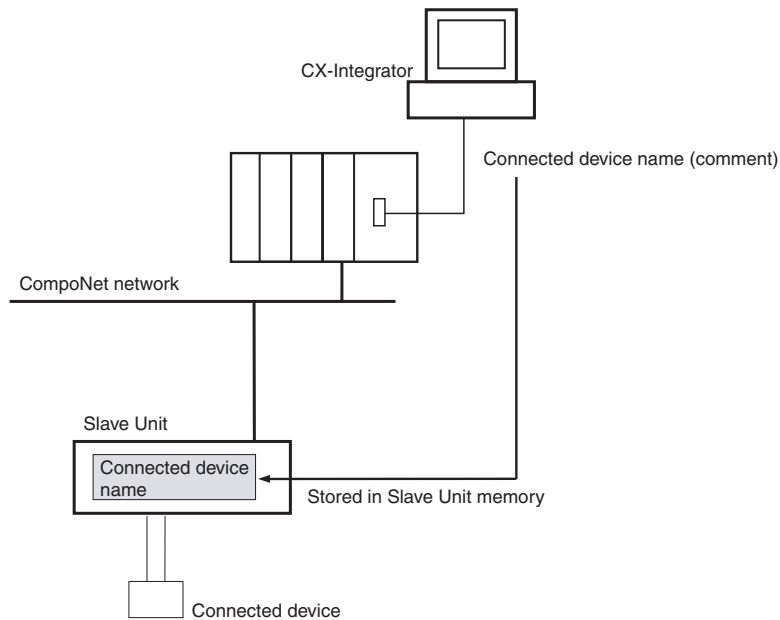 CX-Integrator
Connected device name (comment)
CompoNet network
Slave Unit
Connected device
name
Stored in Slave Unit memory
Connected device